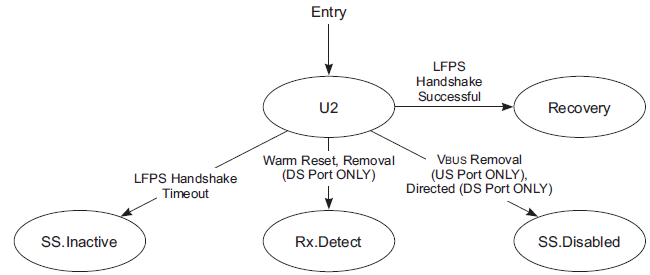 Entry
LFPS
Handshake
Successful
U2
Recovery
LFPS Handshake
Timeout
Warm Reset, Removal
(DS Port ONLY)
VBUS Removal
(US Port ONLY),
Directed (DS Port ONLY)
SS.Inactive
Rx.Detect
SS.Disabled